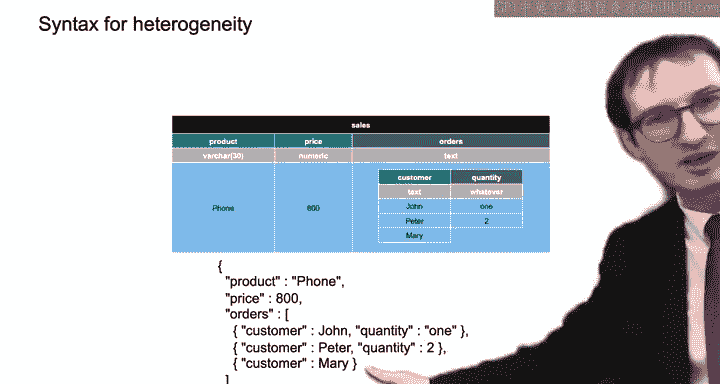 Syntax for heterogeneity
sales
product price orders
varchar(30) numeric text
customer quantity
text whatever
Phone 800 John one
Peter 2
Mary
{
"product" : "Phone",
"price" : 800,
"orders" : [
{ "customer" : John, "quantity" : "one" },
{ "customer" : Peter, "quantity" : 2 },
{ "customer" : Mary }
]